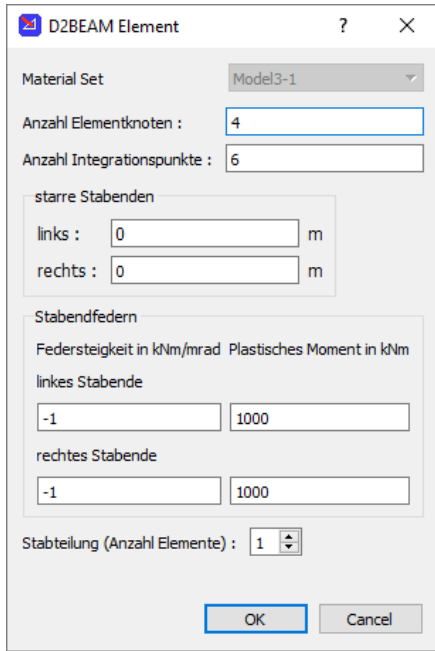 D2BEAM Element ?
Material Set Model3-1
Anzahl Elementknoten : 4
Anzahl Integrationspunkte : 6
starre Stabenden
links : 0 m
rechts : 0 m
Stabendfedern
Federsteigkeit in kNm/mrad Plastisches Moment in kNm
linkes Stabende
-1 1000
rechtes Stabende
-1 1000
Stabteilung (Anzahl Elemente) : 1
OK Cancel